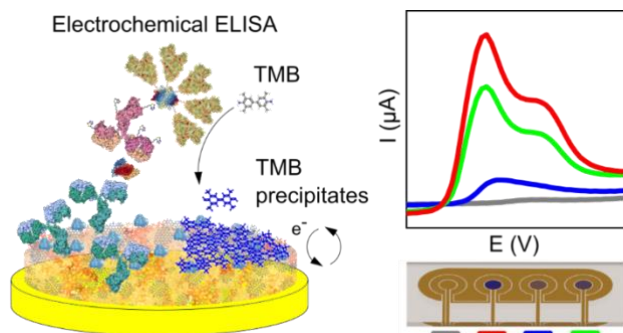 Electrochemical ELISA
TMB
TMB
precipitates
e-
I (μA)
E (V)